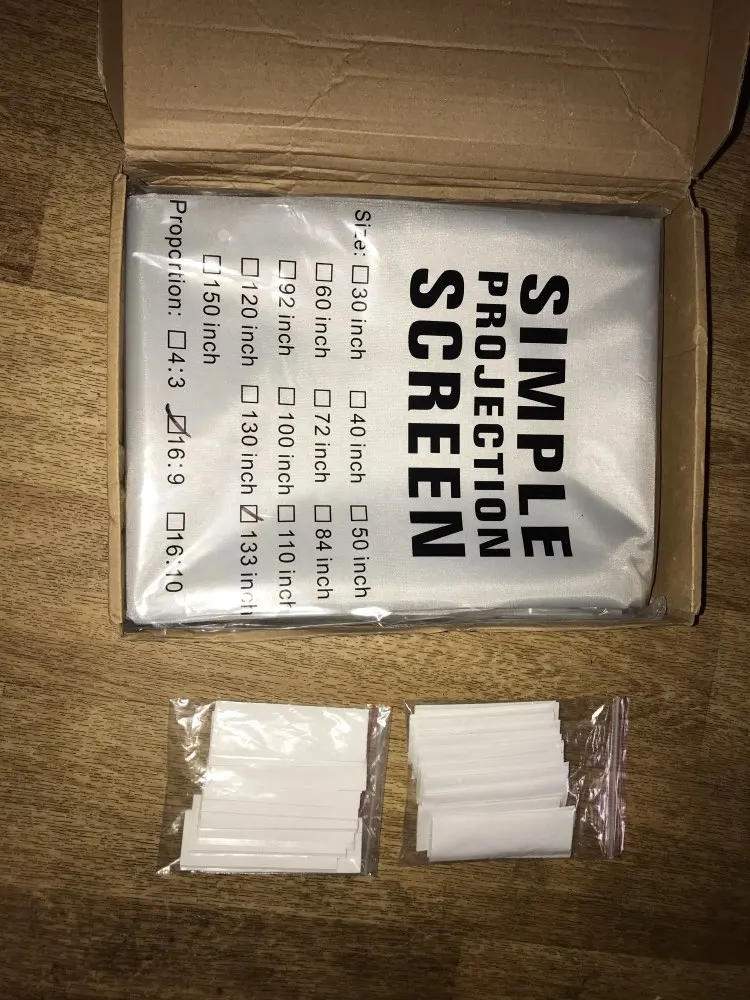 SIMPLE
PROJECTION
SCREEN
Size: ☐30 inch ☐40 inch ☐50 inch
☐60 inch ☐72 inch ☐84 inch
☐92 inch ☐100 inch ☐110 inch
☐120 inch ☐130 inch ☑133 inch
☐150 inch
Proportion: ☐4:3 ☑16:9 ☐16:10